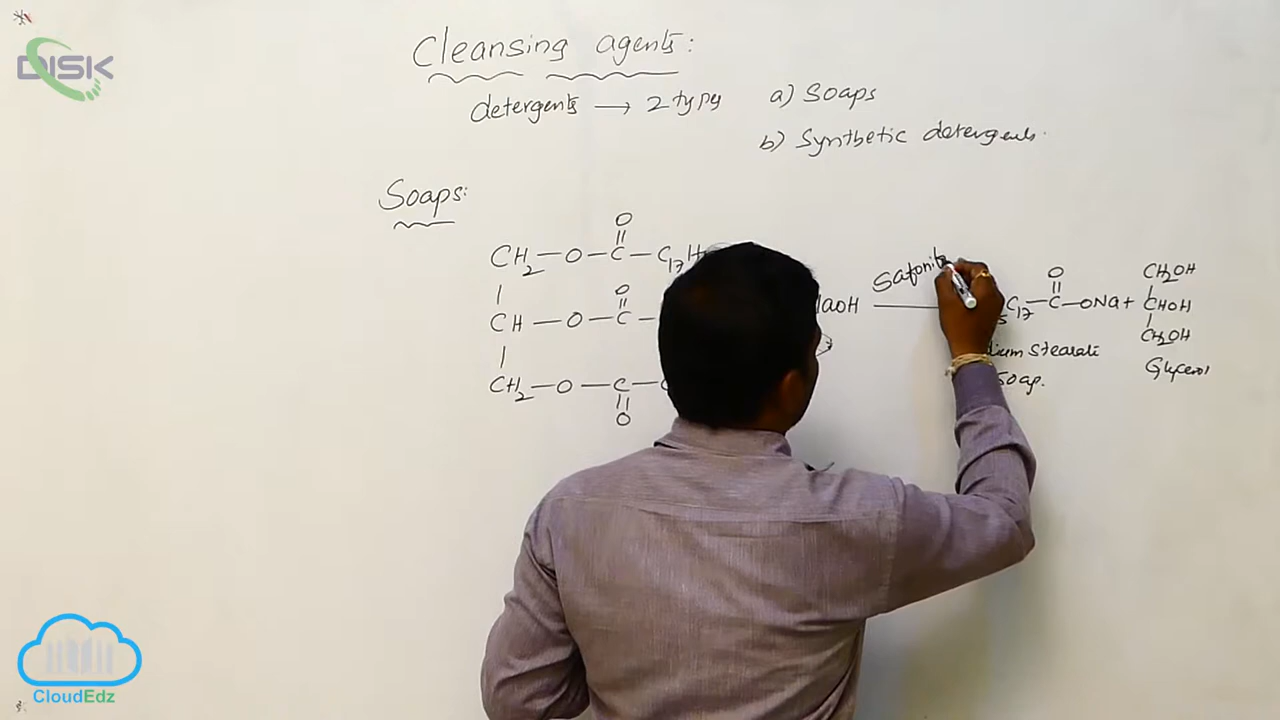 DISK
Cleansing agents:
detergents → 2 types a) Soaps
b) Synthetic detergents.
Soaps:
O
CH2 — O — C — C17H
CH — O — C
O
CH2 — O — C — C
O
NaOH
C17 — C — ONa +
O
CH2OH
CHOH
CH2OH
Stearate
Soap.
Glycerol
CloudEdz